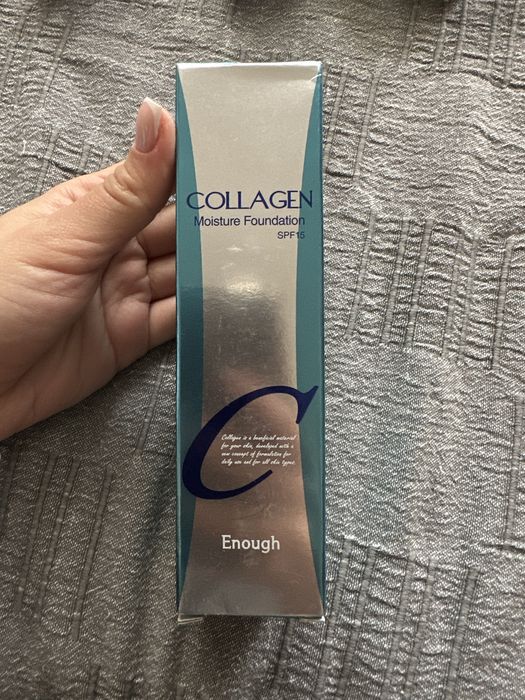 COLLAGEN
Moisture Foundation
SPF15
Collagen is a beneficial material
for your skin, developed with a
new concept of formulation for
daily use and for all skin types.
Enough